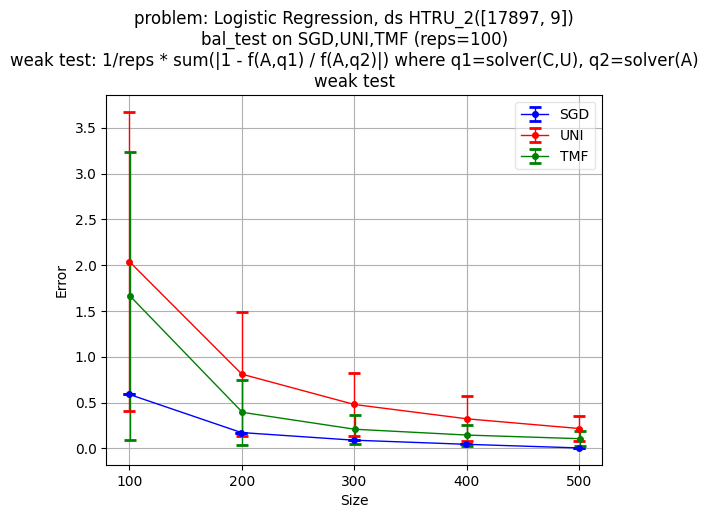 problem: Logistic Regression, ds HTRU_2([17897, 9])
bal_test on SGD,UNI,TMF (reps=100)
weak test: 1/reps * sum(|1 - f(A,q1) / f(A,q2)|) where q1=solver(C,U), q2=solver(A)
weak test
SGD
UNI
TMF
3.5
3.0
2.5
2.0
1.5
1.0
0.5
0.0
Error
100
200
300
400
500
Size